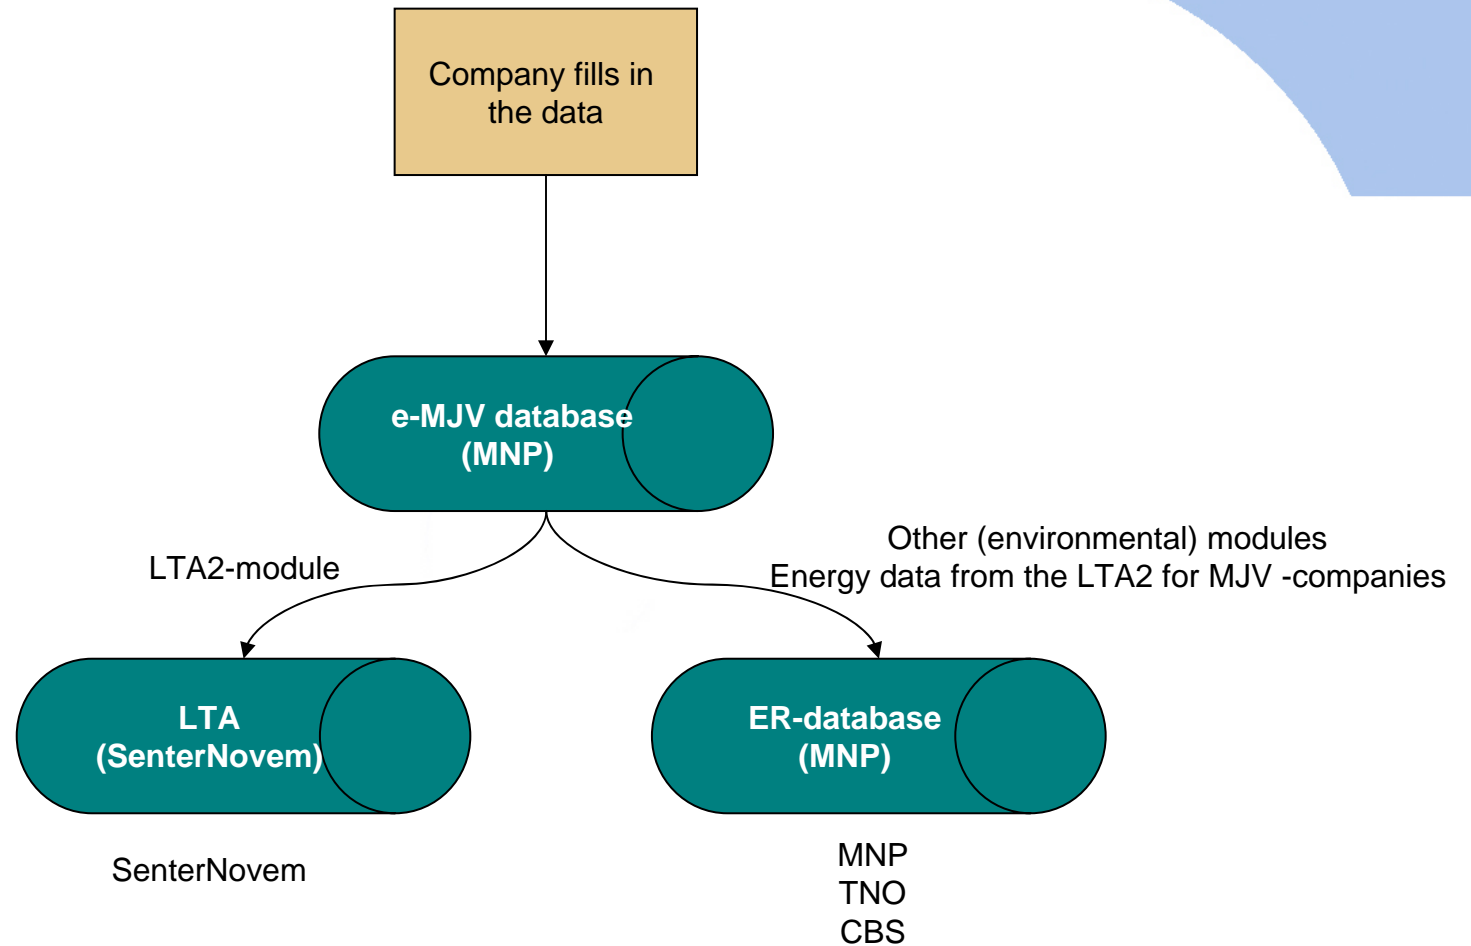 Company fills in
the data
e-MJV database
(MNP)
LTA2-module
Other (environmental) modules
Energy data from the LTA2 for MJV -companies
LTA
(SenterNovem)
ER-database
(MNP)
SenterNovem
MNP
TNO
CBS